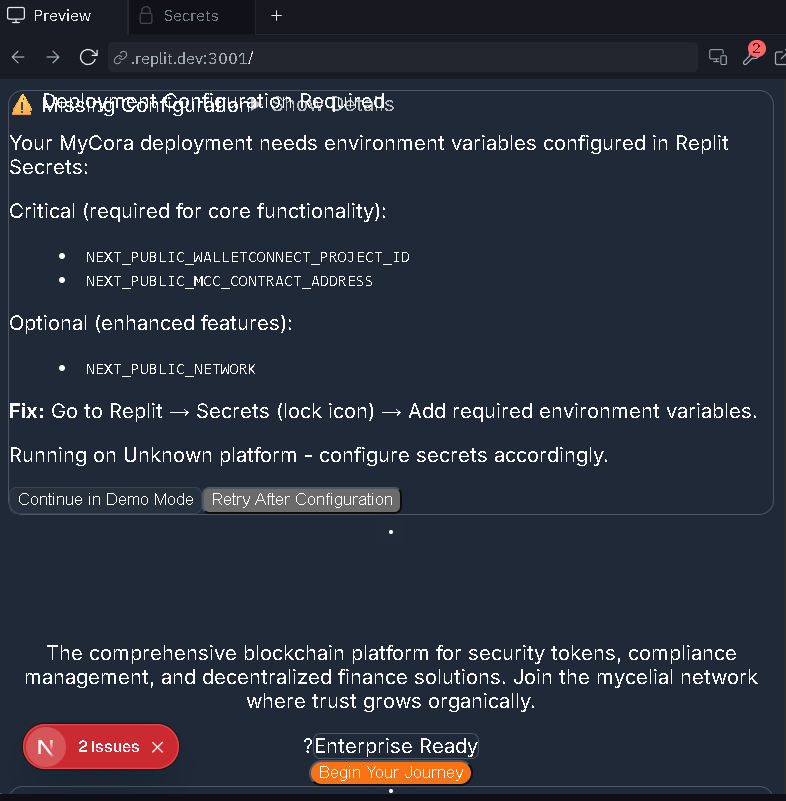 Preview
Secrets
.replit.dev:3001/
2
Deployment Configuration Required
Missing Configuration
Show Details
Your MyCora deployment needs environment variables configured in Replit
Secrets:
Critical (required for core functionality):
• NEXT_PUBLIC_WALLETCONNECT_PROJECT_ID
• NEXT_PUBLIC_MCC_CONTRACT_ADDRESS
Optional (enhanced features):
• NEXT_PUBLIC_NETWORK
Fix: Go to Replit → Secrets (lock icon) → Add required environment variables.
Running on Unknown platform - configure secrets accordingly.
Continue in Demo Mode Retry After Configuration
The comprehensive blockchain platform for security tokens, compliance
management, and decentralized finance solutions. Join the mycelial network
where trust grows organically.
N 2 Issues
?Enterprise Ready
Begin Your Journey